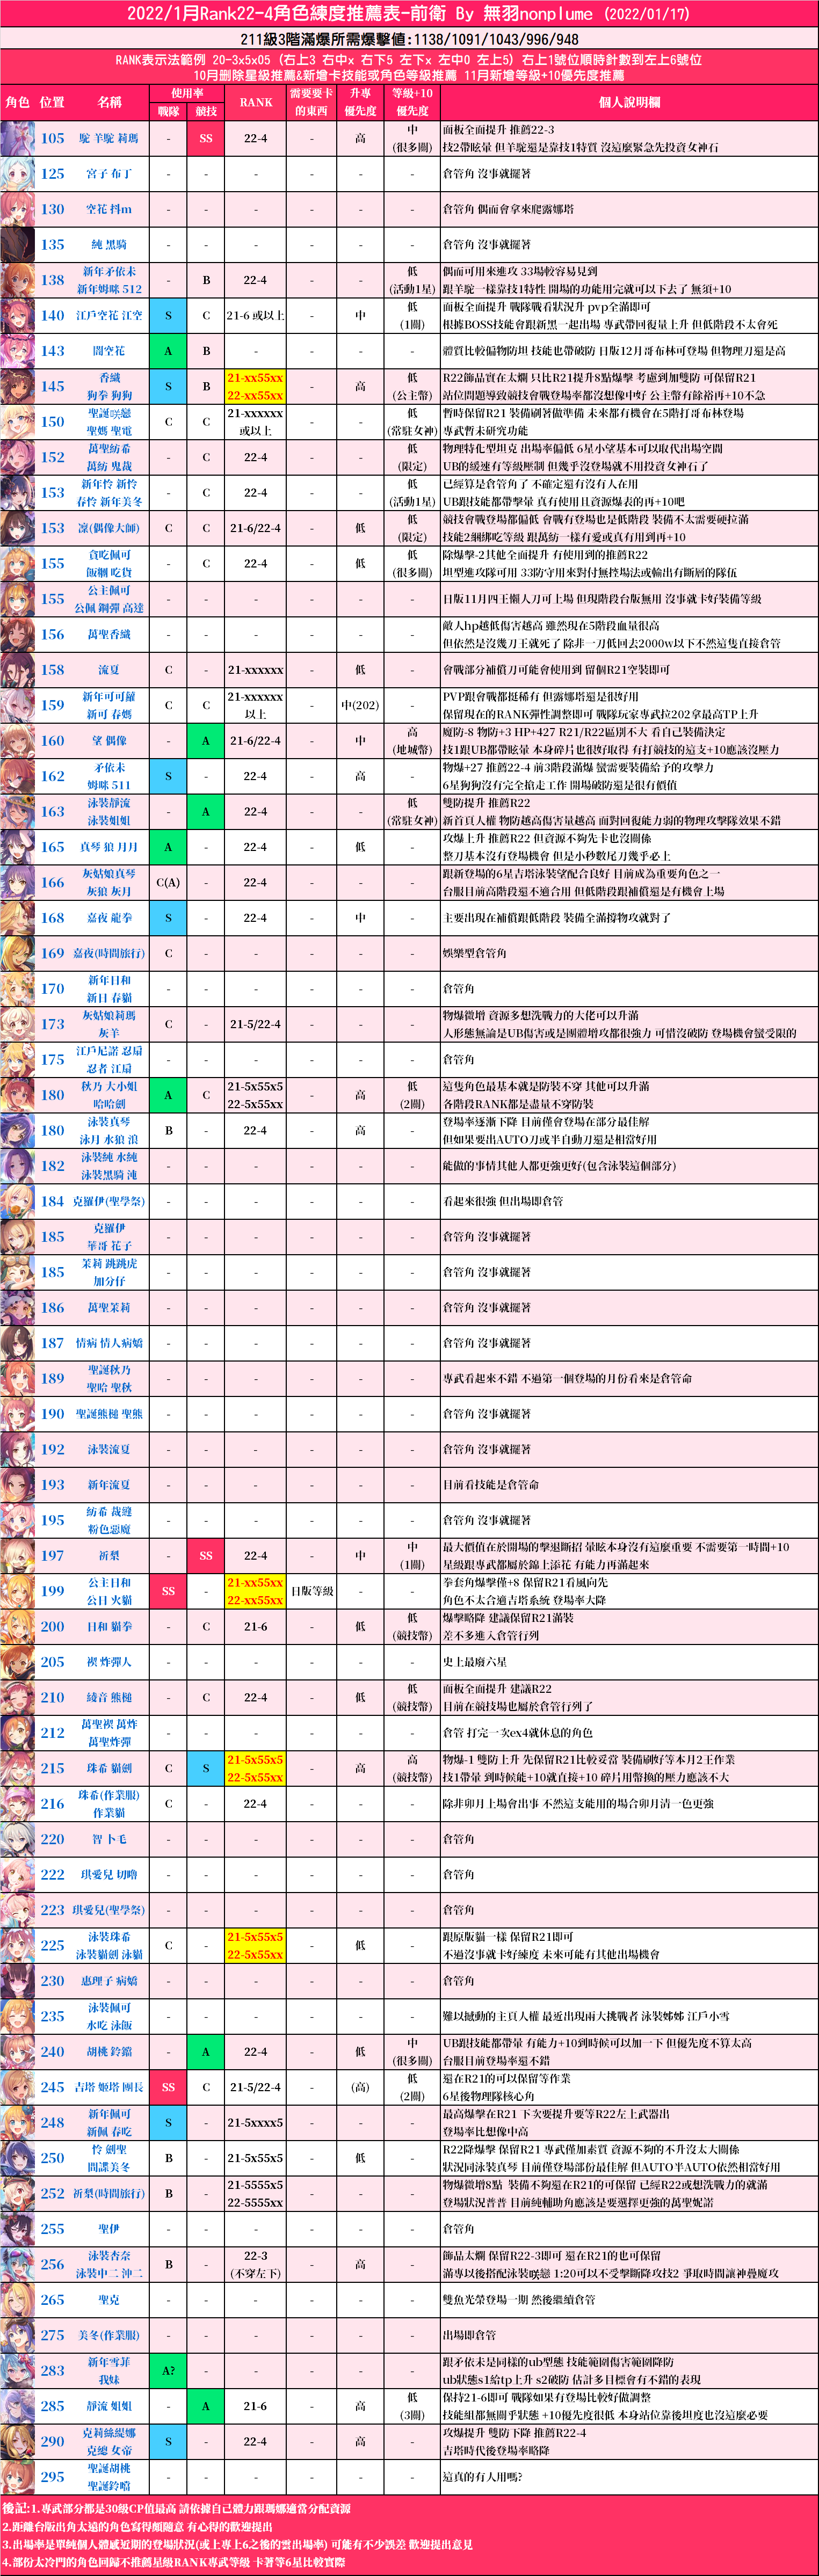 2022/1月Rank22-4角色練度推薦表-前衛 By 無羽nonplume (2022/01/17)
211級3階滿爆所需爆擊值:1138/1091/1043/996/948
RANK表示法範例 20-3x5x05 (右上3 右中x 右下5 左下x 左中0 左上5) 右上1號位順時針數到左上6號位
10月刪除星級推薦&新增卡技能或角色等級推薦 11月新增等級+10優先度推薦
角色 位置 名稱 使用率 戰隊 競技 RANK 需要要卡的東西 升專優先度 等級+10優先度 個人說明欄
105 駝 羊駝 莉瑪 - SS 22-4 - 高 中(很多關) 面板全面提升 推薦22-3
技2帶眩暈 但羊駝還是靠技1特質 沒這麼緊急先投資女神石
125 宮子 布丁 - - - - - - 倉管角 沒事就擺著
130 空花 抖m - - - - - - 倉管角 偶而會拿來爬露娜塔
135 純 黑騎 - - - - - - 倉管角 沒事就擺著
138 新年矛依未 新年姆咪 512 - B 22-4 - - 低(活動1星) 偶而可用來進攻 33場較容易見到
跟羊駝一樣靠技1特性 開場的功能用完就可以下去了 無須+10
140 江戶空花 江空 S C 21-6 或以上 - 中 低(1關) 面板全面提升 戰隊戰看狀況升 pvp全滿即可
根據BOSS技能會跟新黑一起出場 專武帶回復量上升 但低階段不太會死
143 闇空花 A B - - - - 體質比較偏物防坦 技能也帶破防 日版12月哥布林可登場 但物理刀還是高
145 香織 狗拳 狗狗 S B 21-xx55xx 22-xx55xx - 高 低(公主幣) R22飾品實在太爛 只比R21提升8點爆擊 考慮到加雙防 可保留R21
站位問題導致競技會戰登場率都沒想像中好 公主幣有餘裕再+10不急
150 聖誕咲戀 聖媽 聖電 C C 21-xxxxxx 或以上 - - 低(常駐女神) 暫時保留R21 裝備刷著做準備 未來都有機會在5階打哥布林登場
專武暫未研究功能
152 萬聖紡希 萬紡 鬼裁 - C 22-4 - - 低(限定) 物理特化型坦克 出場率偏低 6星小望基本可以取代出場空間
UB的緩速有等級壓制 但幾乎沒登場就不用投資女神石了
153 新年怜 新怜 春怜 新年美冬 - C 22-4 - - 低(活動1星) 已經算是倉管角了 不確定還有沒有人在用
UB跟技能都帶擊暈 真有使用且資源爆表的再+10吧
153 凛(偶像大師) C C 21-6/22-4 - 低 低(限定) 競技會戰登場都偏低 會戰有登場也是低階段 裝備不太需要硬拉滿
技能2綑綁吃等級 跟萬紡一樣有愛或真有用到再+10
155 貪吃佩可 飯糰 吃貨 - C 22-4 - 低 低(很多關) 除爆擊-2其他全面提升 有使用到的推薦R22
坦型進攻隊可用 33防守用來對付無控場法或輸出有斷層的隊伍
155 公主佩可 公佩 鋼彈 高達 - - - - - - 日版11月四王懶人刀可上場 但現階段台版無用 沒事就卡好裝備等級
156 萬聖香織 - - - - - - 敵人hp越低傷害越高 雖然現在5階段血量很高
但依然是沒幾刀王就死了 除非一刀低回去2000w以下不然這隻直接倉管
158 流夏 C - 21-xxxxxx - 低 - 會戰部分補償刀可能會使用到 留個R21空裝即可
159 新年可可蘿 新可 春媽 C C 21-xxxxxx 以上 - 中(202) - PVP跟會戰都挺稀有 但露娜塔還是很好用
保留現在的RANK彈性調整即可 戰隊玩家專武拉202拿最高TP上升
160 望 偶像 - A 21-6/22-4 - 中 高(地城幣) 魔防-8 物防+3 HP+427 R21/R22區別不大 看自己裝備決定
技1跟UB都帶眩暈 本身碎片也很好取得 有打競技的這支+10應該沒壓力
162 矛依未 姆咪 511 S - 22-4 - 高 - 物爆+27 推薦22-4 前3階段滿爆 蠻需要裝備給予的攻擊力
6星狗狗沒有完全搶走工作 開場破防還是很有價值
163 泳裝靜流 泳裝姐姐 - A 22-4 - - 低(常駐女神) 雙防提升 推薦R22
新首頁人權 物防越高傷害量越高 面對回復能力弱的物理攻擊隊效果不錯
165 真琴 狼 月月 A - 22-4 - 低 - 攻爆上升 推薦R22 但資源不夠先卡也沒關係
整刀基本沒有登場機會 但是小秒數尾刀幾乎必上
166 灰姑娘真琴 灰狼 灰月 C(A) - 22-4 - - - 跟新登場的6星吉塔泳裝望配合良好 目前成為重要角色之一
台服目前高階段還不適合用 但低階段跟補償還是有機會上場
168 嘉夜 龍拳 S - 22-4 - 中 - 主要出現在補償跟低階段 裝備全滿撐物攻就對了
169 嘉夜(時間旅行) C - - - - - 娛樂型倉管角
170 新年日和 新日 春貓 - - - - - - 倉管角
173 灰姑娘莉瑪 灰羊 C - 21-5/22-4 - - - 物爆微增 資源多想洗戰力的大佬可以升滿
人形態無論是UB傷害或是團體增攻都很強力 可惜沒破防 登場機會蠻受限的
175 江戶尼諾 忍扇 忍者 江扇 - - - - - - 倉管角
180 秋乃 大小姐 哈哈劍 A C 21-5x55x5 22-5x55xx - 高 低(2關) 這隻角色最基本就是防裝不穿 其他可以升滿
各階段RANK都是盡量不穿防裝
180 泳裝真琴 泳月 水狼 浪 B - 22-4 - 高 - 登場率逐漸下降 目前僅會登場在部分最佳解
但如果要出AUTO刀或半自動刀還是相當好用
182 泳裝純 水純 泳裝黑騎 沌 - - - - - - 能做的事情其他人都更強更好(包含泳裝這個部分)
184 克羅伊(聖學祭) - - - - - - 看起來很強 但出場即倉管
185 克羅伊 華哥 花子 - - - - - - 倉管角 沒事就擺著
185 茉莉 跳跳虎 加分仔 - - - - - - 倉管角 沒事就擺著
186 萬聖茉莉 - - - - - - 倉管角 沒事就擺著
187 情病 情人病嬌 - - - - - - 倉管角 沒事就擺著
189 聖誕秋乃 聖哈 聖秋 - - - - - - 專武看起來不錯 不過第一個登場的月份看來是倉管命
190 聖誕熊槌 聖熊 - - - - - - 倉管角 沒事就擺著
192 泳裝流夏 - - - - - - 倉管角 沒事就擺著
193 新年流夏 - - - - - - 目前看技能是倉管命
195 紡希 裁縫 粉色惡魔 - - - - - - 倉管角 沒事就擺著
197 祈梨 - SS 22-4 - 中 中(1關) 最大價值在於開場的擊退斷招 暈眩本身沒有這麼重要 不需要第一時間+10
星級跟專武都屬於錦上添花 有能力再滿起來
199 公主日和 公日 火貓 SS - 21-xx55xx 22-xx55xx 日版等級 - - 拳套角爆擊僅+8 保留R21看風向先
角色不太合適吉塔系統 登場率大降
200 日和 貓拳 - C 21-6 - 低 低(競技幣) 爆擊略降 建議保留R21滿裝
差不多進入倉管行列
205 禊 炸彈人 - - - - - - 史上最廢六星
210 綾音 熊槌 - C 22-4 - 低 低(競技幣) 面板全面提升 建議R22
目前在競技場也屬於倉管行列了
212 萬聖禊 萬炸 萬聖炸彈 - - - - - - 倉管 打完一次ex4就休息的角色
215 珠希 貓劍 C S 21-5x55x5 22-5x55xx - 高 高(競技幣) 物爆-1 雙防上升 先保留R21比較妥當 裝備刷好等本月2王作業
技1帶暈 到時候能+10就直接+10 碎片用幣換的壓力應該不大
216 珠希(作業服) 作業貓 C - 22-4 - - - 除非卯月上場會出事 不然這支能用的場合卯月清一色更強
220 智 卜毛 - - - - - - 倉管角
222 琪愛兒 切嚕 - - - - - - 倉管角
223 琪愛兒(聖學祭) - - - - - - 倉管角
225 泳裝珠希 泳裝貓劍 泳貓 C - 21-5x55x5 22-5x55xx - 低 - 跟原版貓一樣 保留R21即可
不過沒事就卡好練度 未來可能有其他出場機會
230 惠理子 病嬌 - - - - - - 倉管角
235 泳裝佩可 水吃 泳飯 - - - - - - 難以撼動的主頁人權 最近出現兩大挑戰者 泳裝姊姊 江戶小雪
240 胡桃 鈴鐺 - A 22-4 - 低 中(很多關) UB跟技能都帶暈 有能力+10到時候可以加一下 但優先度不算太高
台服目前登場率還不錯
245 吉塔 姬塔 團長 SS C 21-5/22-4 - (高) 低(2關) 還在R21的可以保留等作業
6星後物理隊核心角
248 新年佩可 新佩 春吃 S - 21-5xxxx5 - - - 最高爆擊在R21 下次要提升要等R22左上武器出
登場率比想像中高
250 怜 劍聖 間諜美冬 B - 21-5x55x5 - 低 - R22降爆擊 保留R21 專武僅加素質 資源不夠的不升沒太大關係
狀況同泳裝真琴 目前僅登場部份最佳解 但AUTO半AUTO依然相當好用
252 祈梨(時間旅行) B - 21-5555x5 22-5555xx - - - 物爆微增8點 裝備不夠還在R21的可保留 已經R22或想洗戰力的就滿
登場狀況普普 目前純輔助角應該是要選擇更強的萬聖妮諾
255 聖伊 - - - - - - 倉管角
256 泳裝杏奈 泳裝中二 沖二 B - 22-3 (不穿左下) - 高 - 飾品太爛 保留R22-3即可 還在R21的也可保留
滿專以後搭配泳裝咲戀 1:20可以不受擊斷降攻技2 爭取時間讓神疊魔攻
265 聖克 - - - - - - 雙魚光榮登場一期 然後繼續倉管
275 美冬(作業服) - - - - - - 出場即倉管
283 新年雪菲 我妹 A? - - - - - 跟矛依未是同樣的ub型態 技能範圍傷害範圍降防
ub狀態s1給tp上升 s2破防 估計多目標會有不錯的表現
285 靜流 姐姐 - A 21-6 - 高 低(3關) 保持21-6即可 戰隊如果有登場比較好做調整
技能組都無關乎狀態 +10優先度很低 本身站位靠後坦度也沒這麼必要
290 克莉絲緹娜 克總 女帝 S - 22-4 - 高 - 攻爆提升 雙防下降 推薦R22-4
吉塔時代後登場率略降
295 聖誕胡桃 聖誕鈴鐺 - - - - - - 這真的有人用嗎?
後記:1.專武部分都是30級CP值最高 請依據自己體力跟瑪娜適當分配資源
2.距離台版出角太遠的角色寫得頗隨意 有心得的歡迎提出
3.出場率是單純個人體感近期的登場狀況(或上專上6之後的雲出場率) 可能有不少誤差 歡迎提出意見
4.部份太冷門的角色回歸不推薦星級RANK專武等級 卡著等6星比較實際